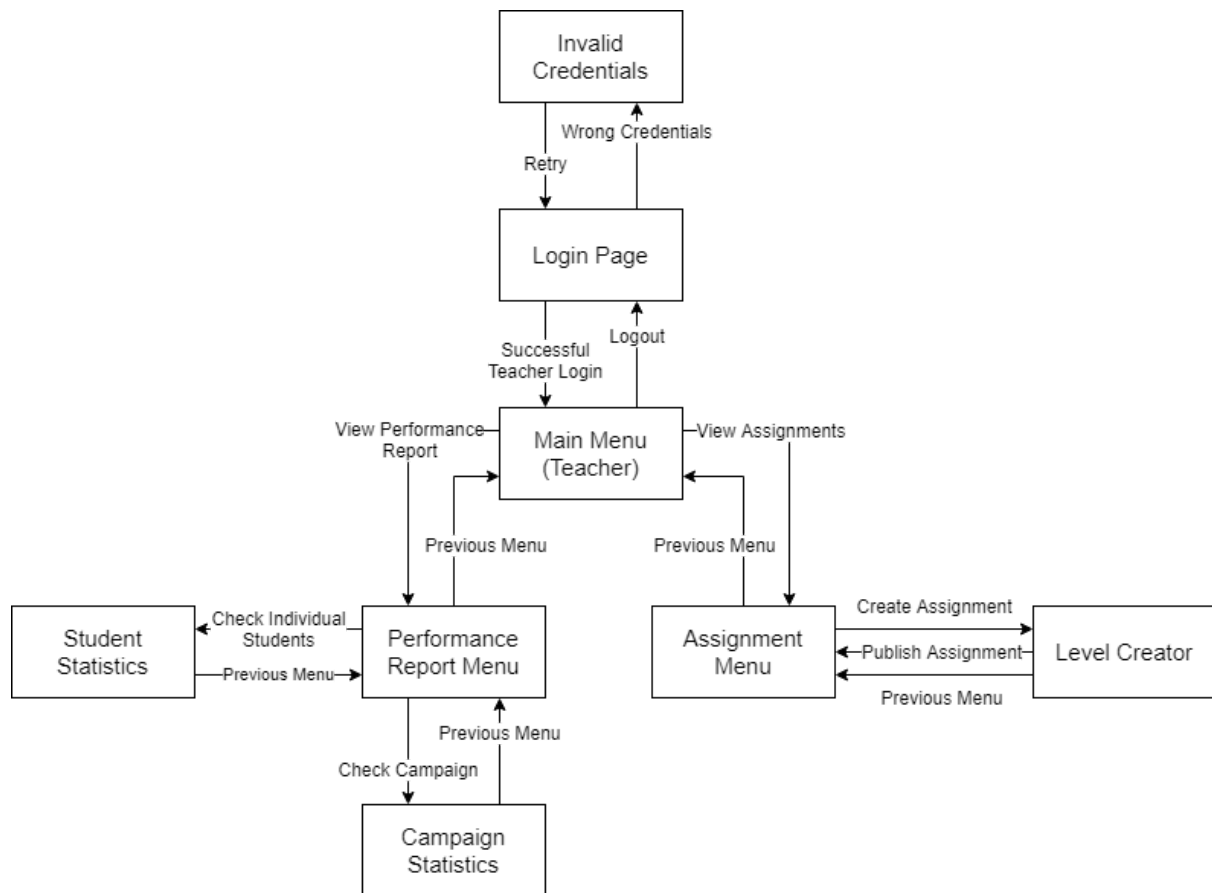 Invalid
Credentials
Wrong Credentials
Retry
Login Page
Logout
Successful
Teacher Login
View Performance
Report
Main Menu
(Teacher)
View Assignments
Previous Menu
Previous Menu
Check Individual
Students
Student
Statistics
Previous Menu
Performance
Report Menu
Assignment
Menu
Create Assignment
Publish Assignment
Previous Menu
Level Creator
Previous Menu
Check Campaign
Campaign
Statistics